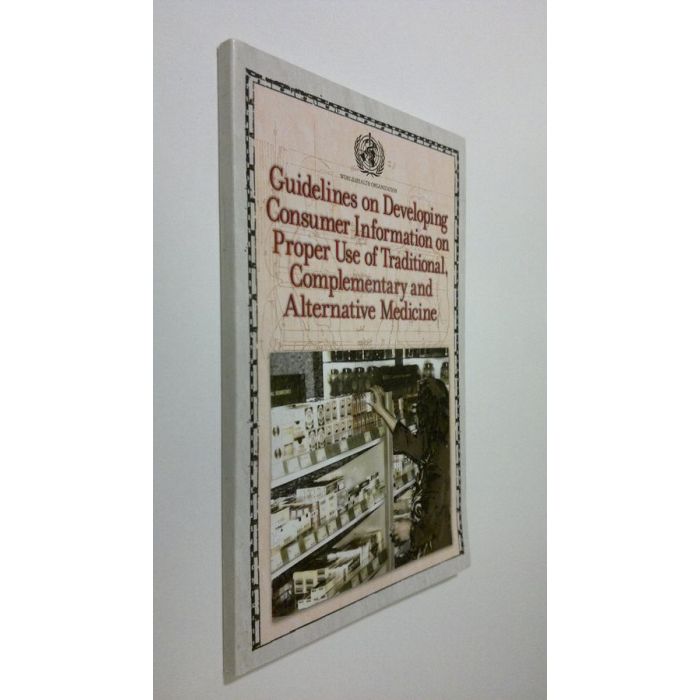 WORLD HEALTH ORGANIZATION
Guidelines on Developing
Consumer Information on
Proper Use of Traditional,
Complementary and
Alternative Medicine